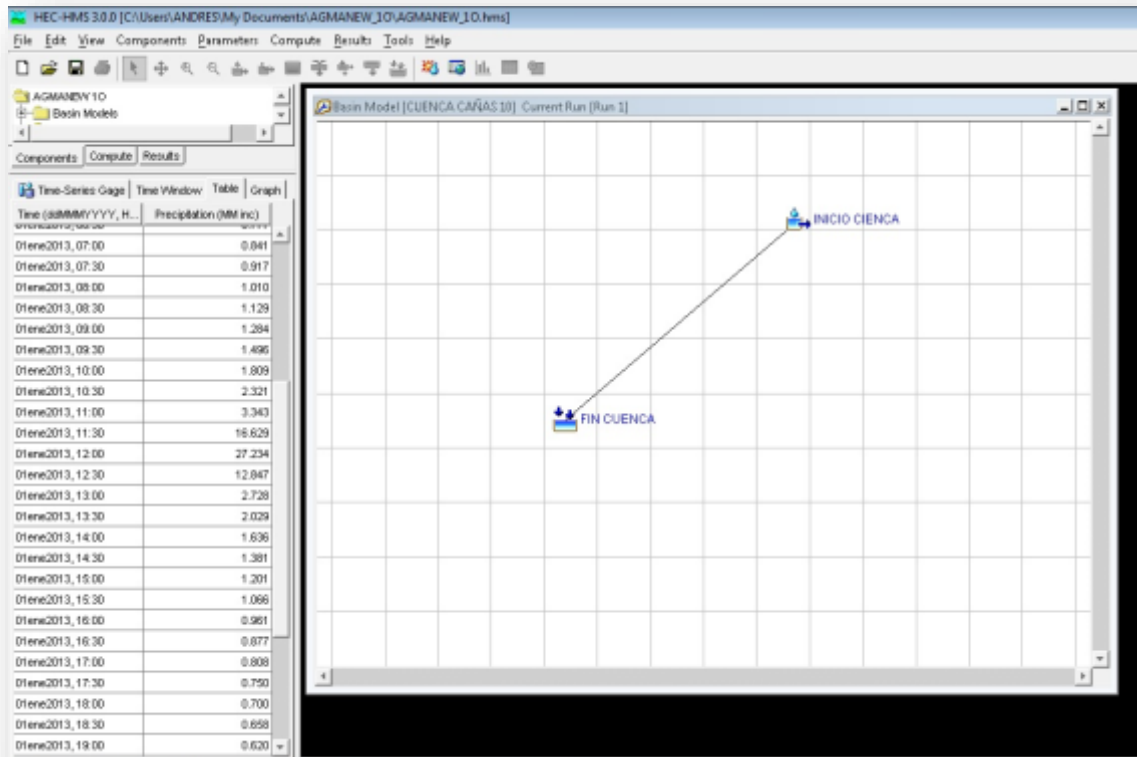 HEC-HMS 3.0.0 [C:\Users\ANDRES\My Documents\AGMANEW_1O\AGMANEW_1O.hms]
File Edit View Components Parameters Compute Results Tools Help
AGMANEW 1O
Basin Models
Components Compute Results
Time-Series Gage Time Window Table Graph
Time (ddMMMYYYY, H... Precipitation (MM inc)
01ene2013, 07:00 0.841
01ene2013, 07:30 0.917
01ene2013, 08:00 1.010
01ene2013, 08:30 1.129
01ene2013, 09:00 1.284
01ene2013, 09:30 1.496
01ene2013, 10:00 1.809
01ene2013, 10:30 2.321
01ene2013, 11:00 3.343
01ene2013, 11:30 16.629
01ene2013, 12:00 27.234
01ene2013, 12:30 12.847
01ene2013, 13:00 2.728
01ene2013, 13:30 2.029
01ene2013, 14:00 1.636
01ene2013, 14:30 1.381
01ene2013, 15:00 1.201
01ene2013, 15:30 1.066
01ene2013, 16:00 0.961
01ene2013, 16:30 0.877
01ene2013, 17:00 0.808
01ene2013, 17:30 0.750
01ene2013, 18:00 0.700
01ene2013, 18:30 0.658
01ene2013, 19:00 0.620
Basin Model [CUENCA CAÑAS 10] Current Run [Run 1]
INICIO CIENCA
FIN CUENCA